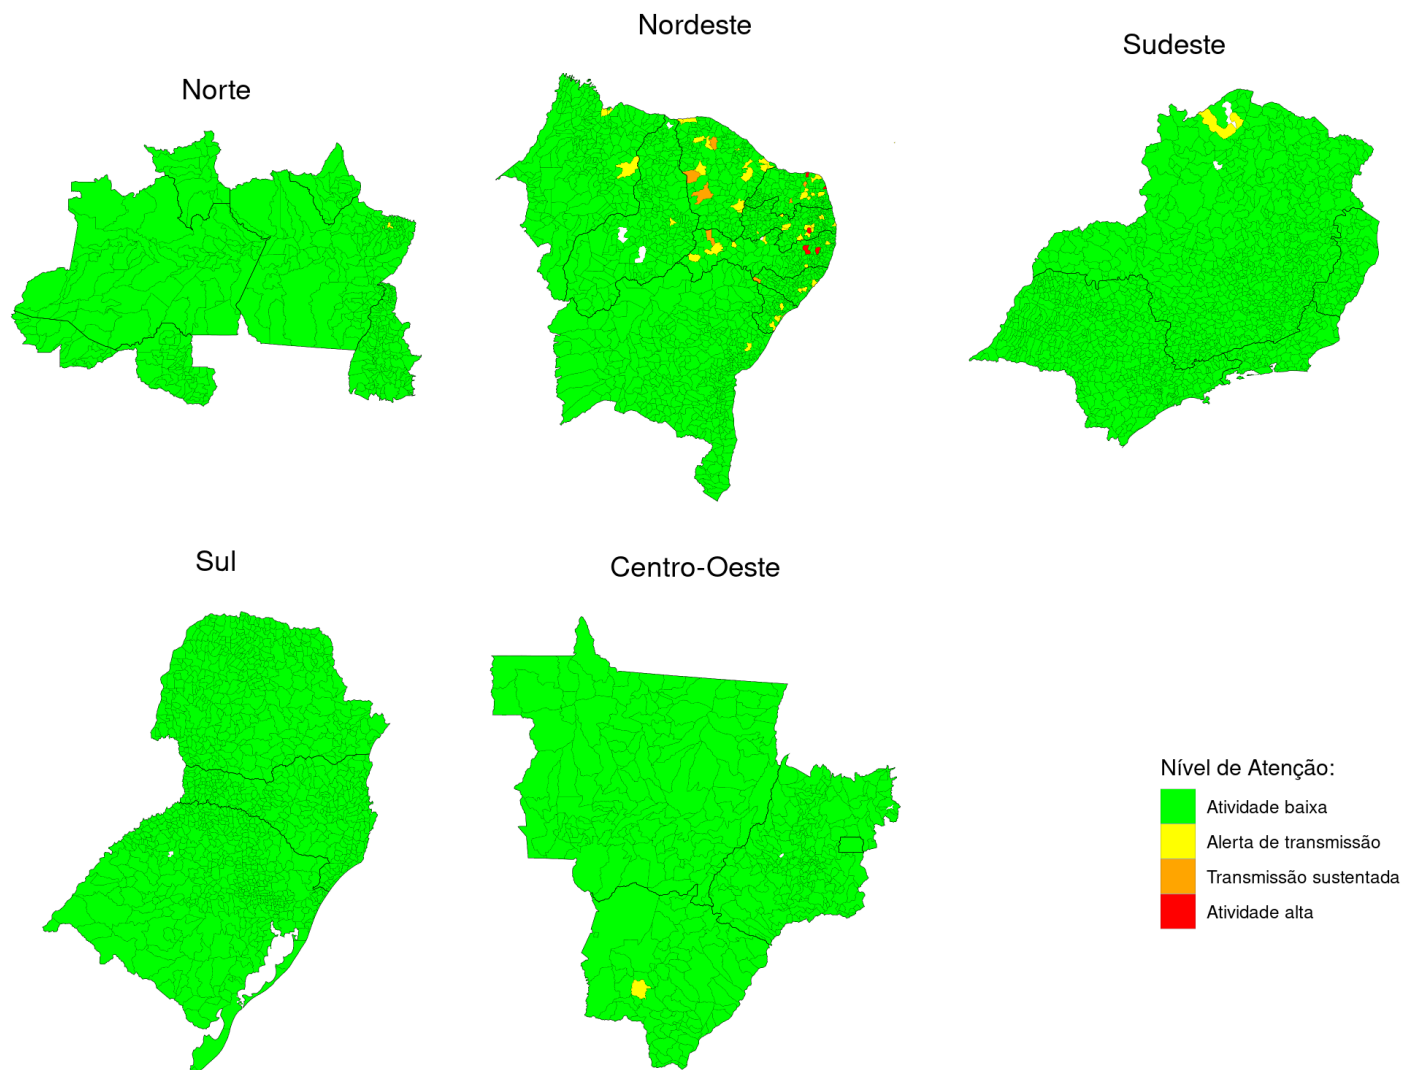 Norte
Nordeste
Sudeste
Sul
Centro-Oeste
Nível de Atenção:
Atividade baixa
Alerta de transmissão
Transmissão sustentada
Atividade alta